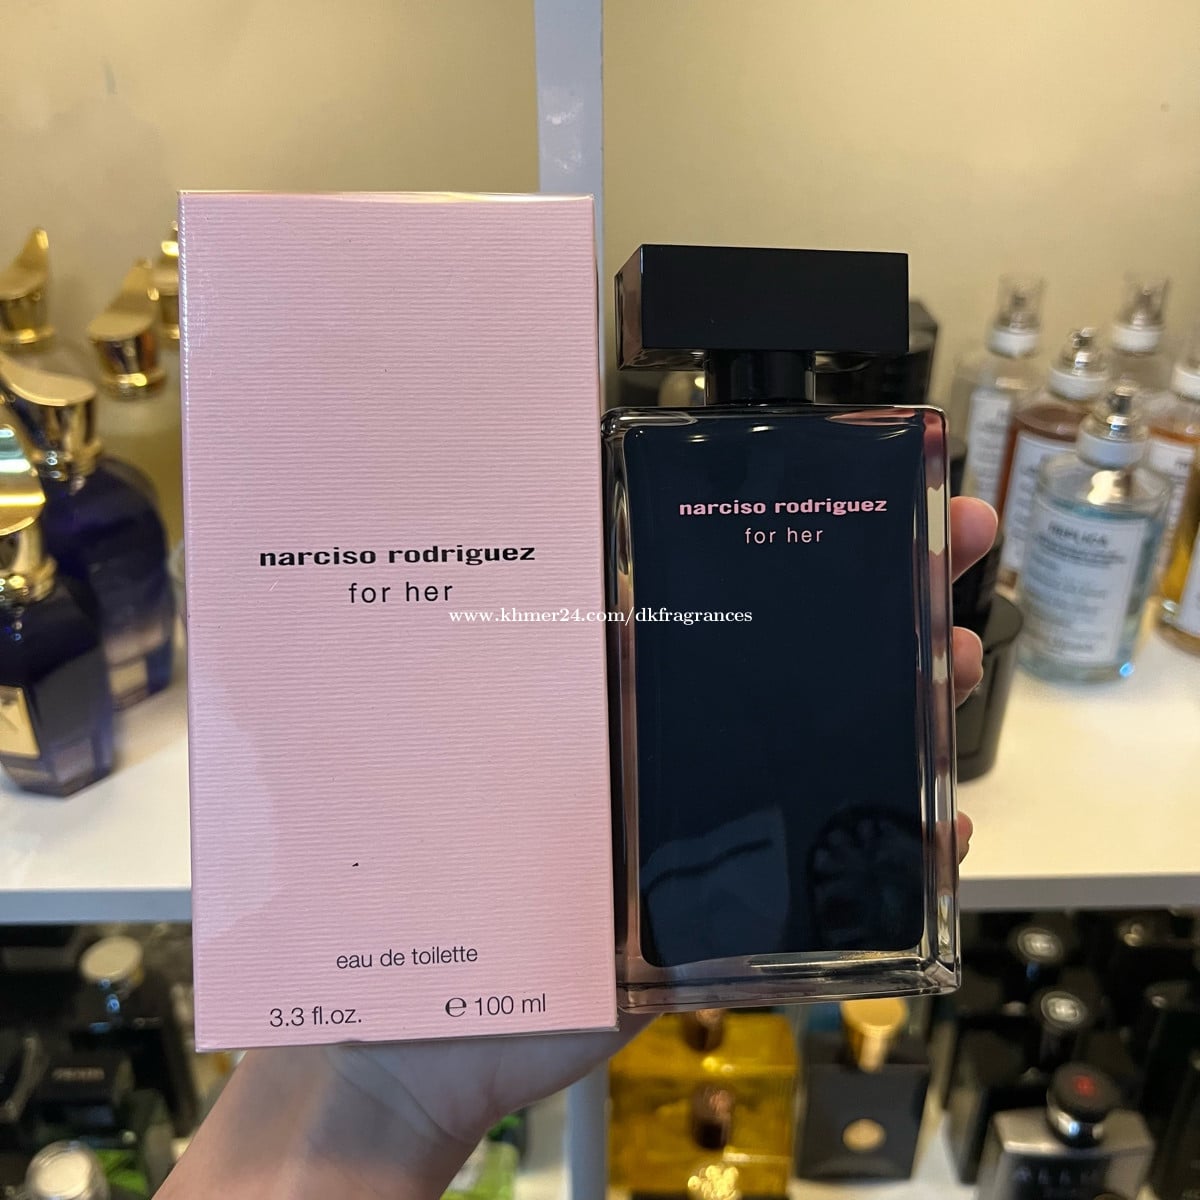 narciso rodriguez
for her
eau de toilette
3.3 fl.oz.
℮ 100 ml
narciso rodriguez
for her
www.khmer24.com/dkfragrances
REPLICA